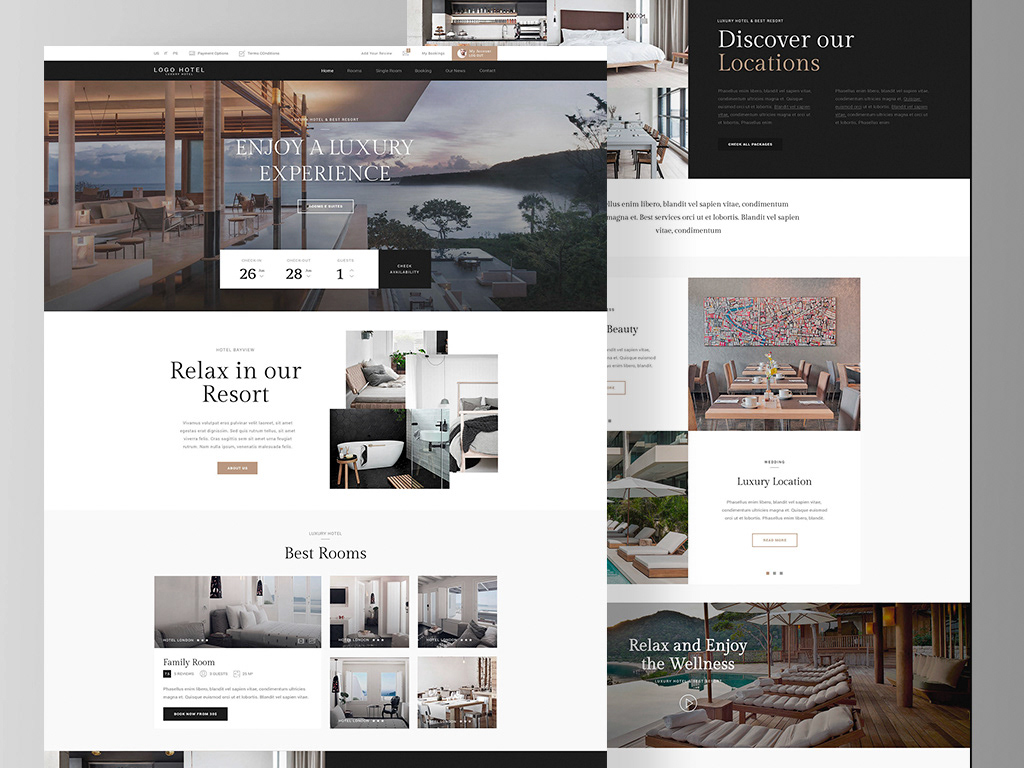 Payment Options
Terms-Conditions
Add Your Review
My Bookings
My Account
LOGO HOTEL
LUXURY HOTEL
Home
Rooms
Single Room
Booking
Our News
Contact
LUXURY HOTEL & BEST RESORT
ENJOY A LUXURY
EXPERIENCE
ROOMS & SUITES
CHECK-IN
CHECK-OUT
GUESTS
26
28
1
CHECK
AVAILABILITY
HOTEL BAYVIEW
Relax in our
Resort
Vivamus volutpat eros pulvinar velit laoreet, sit amet
egestas erat dignissim. Sed quis rutrum tellus, sit amet
viverra felis. Cras sagittis sem sit amet urna feugiat
rutrum. Nam nulla ipsum, venenatis malesuada felis.
ABOUT US
LUXURY HOTEL
Best Rooms
HOTEL LONDON
HOTEL LONDON
HOTEL LONDON
Family Room
3 REVIEWS
3 GUESTS
Phasellus enim libero, blandit vel sapien vitae, condimentum
ultricies magna et. Quisque euismod orci ut et lobortis.
BOOK NOW FROM
HOTEL LONDON
HOTEL LONDON
LUXURY HOTEL & BEST RESORT
Discover our
Locations
Phasellus enim libero, blandit vel sapien vitae,
condimentum ultricies magna et. Quisque
euismod orci ut et lobortis. Blandit vel sapien
vitae, condimentum ultricies magna et. Quisque
ut et lobortis. Phasellus enim
Phasellus enim libero, blandit vel sapien vitae,
condimentum ultricies magna et. Quisque
euismod orci ut et lobortis. Blandit vel sapien
vitae, condimentum ultricies magna et. Quisque
ut et lobortis. Phasellus enim
CHECK ALL PACKAGES
llus enim libero, blandit vel sapien vitae, condimentum
magna et. Best services orci ut et lobortis. Blandit vel sapien
vitae, condimentum
Beauty
WEDDING
Luxury Location
Phasellus enim libero, blandit vel sapien vitae,
condimentum ultricies magna et. Quisque euismod
orci ut et lobortis. Phasellus enim libero, blandit.
READ MORE
Relax and Enjoy
the Wellness
LUXURY HOTEL & BEST RESORT